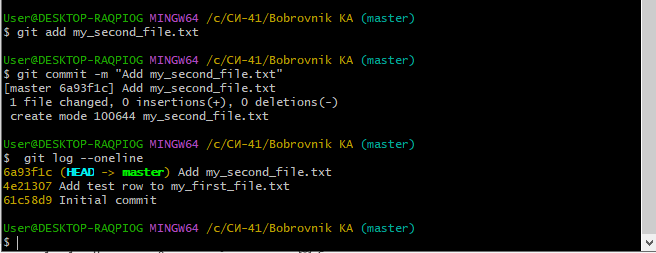 User@DESKTOP-RAQPIOG MINGW64 /c/СИ-41/Bobrovnik KA (master)
$ git add my_second_file.txt
User@DESKTOP-RAQPIOG MINGW64 /c/СИ-41/Bobrovnik KA (master)
$ git commit -m "Add my_second_file.txt"
[master 6a93f1c] Add my_second_file.txt
 1 file changed, 0 insertions(+), 0 deletions(-)
 create mode 100644 my_second_file.txt
User@DESKTOP-RAQPIOG MINGW64 /c/СИ-41/Bobrovnik KA (master)
$  git log --oneline
6a93f1c (HEAD -> master) Add my_second_file.txt
4e21307 Add test row to my_first_file.txt
61c58d9 Initial commit
User@DESKTOP-RAQPIOG MINGW64 /c/СИ-41/Bobrovnik KA (master)
$